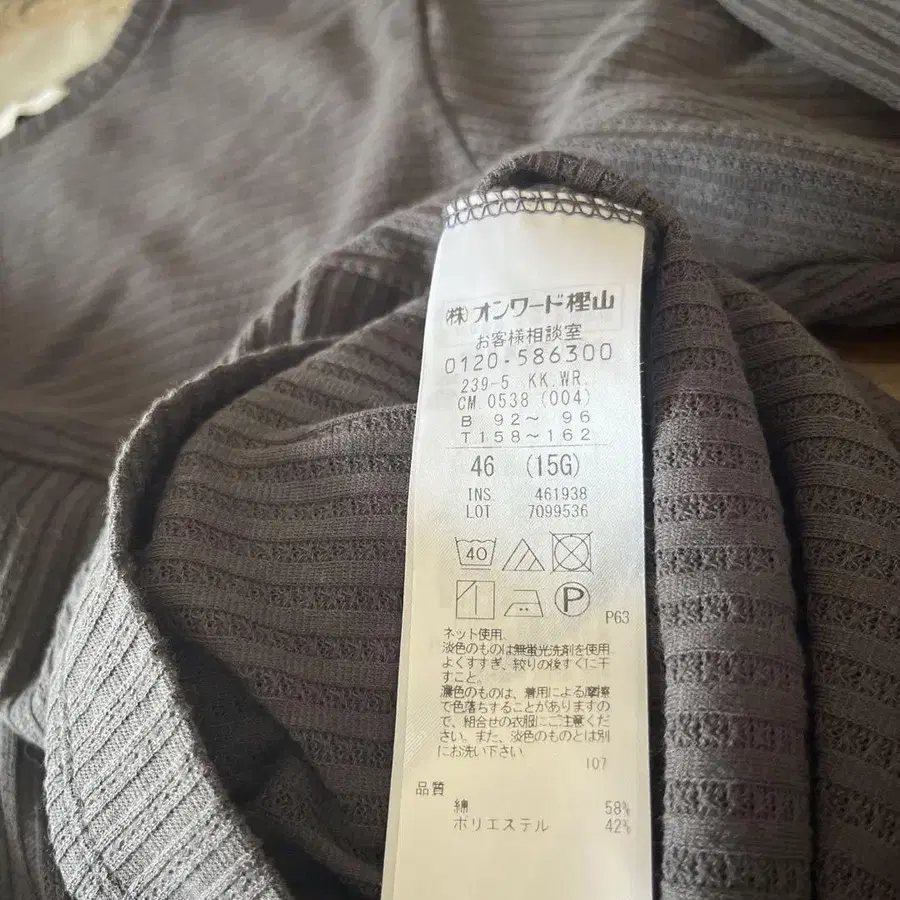 ㈱オンワード樫山
お客様相談室
0120-586300
239-5 KK.WR.
CM.0538 (004)
B 92～ 96
T158～162
46 (15G)
INS. 461938
LOT 7099536
40
P
P63
ネット使用。
淡色のものは無蛍光洗剤を使用
よくすすぎ、絞りの後すぐに干
すこと。
濃色のものは、着用による摩擦
で色落ちすることがありますの
で、組合せの衣服にご注意くだ
さい。また、淡色のものとは別
にお洗い下さい。
107
品質
綿 58%
ポリエステル 42%